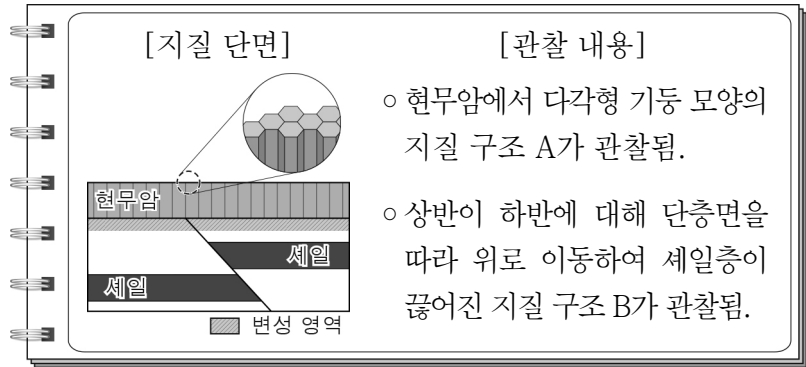 [지질 단면]
현무암
셰일
셰일
변성 영역
[관찰 내용]
○ 현무암에서 다각형 기둥 모양의
지질 구조 A가 관찰됨.
○ 상반이 하반에 대해 단층면을
따라 위로 이동하여 셰일층이
끊어진 지질 구조 B가 관찰됨.